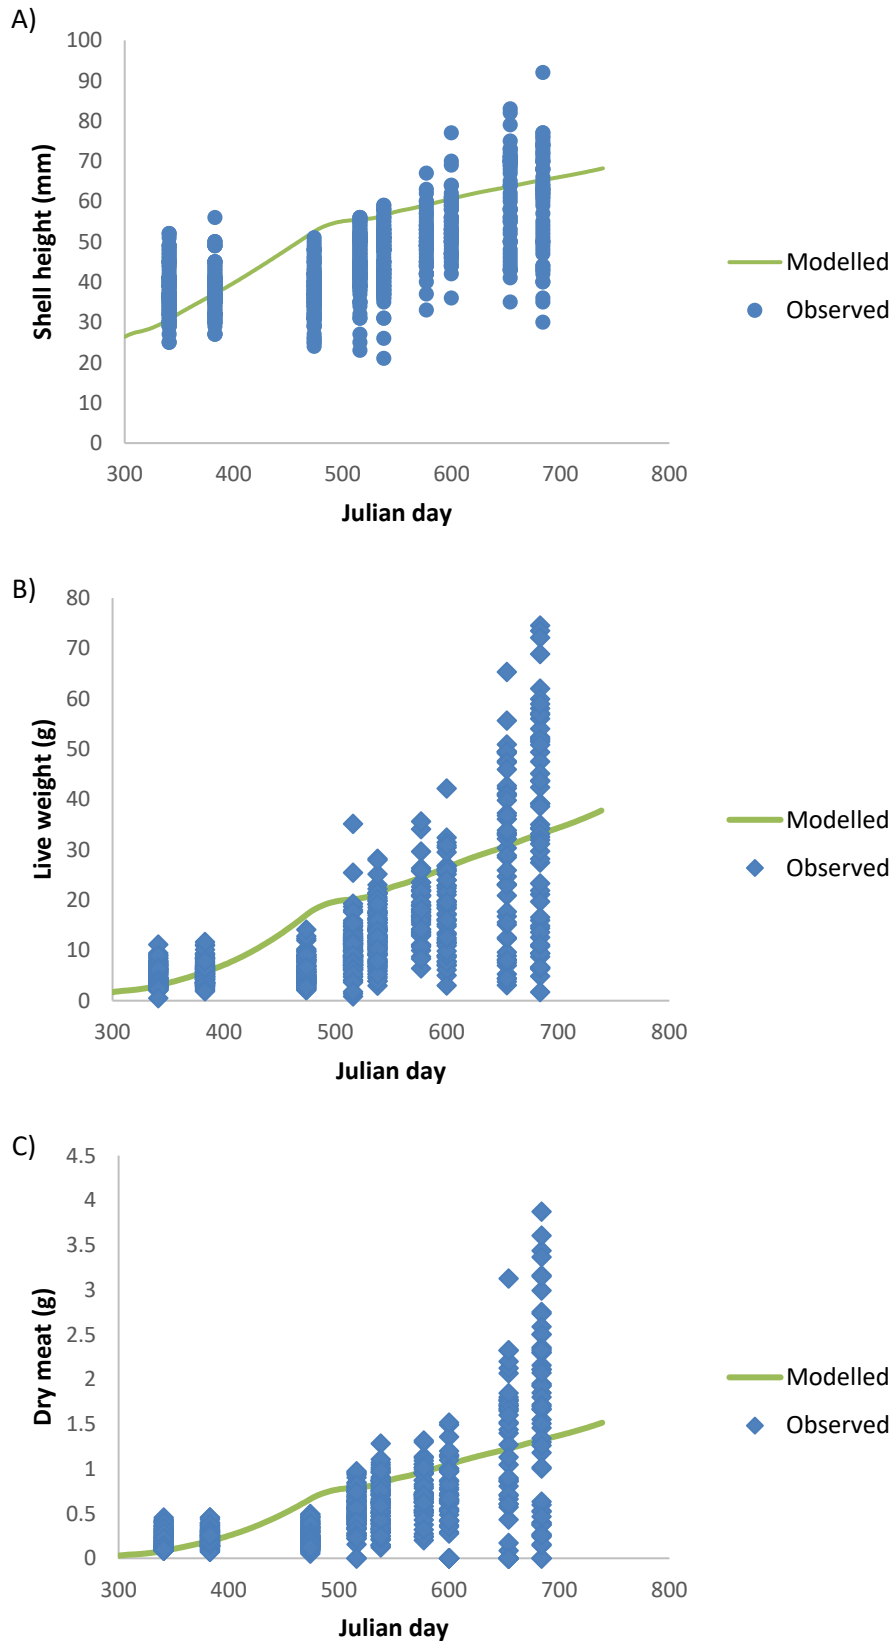 A)
100
90
80
70
60
50
40
30
20
10
0
Shell height (mm)
300 400 500 600 700 800
Julian day
Modelled
Observed
B)
80
70
60
50
40
30
20
10
0
Live weight (g)
300 400 500 600 700 800
Julian day
Modelled
Observed
C)
4.5
4
3.5
3
2.5
2
1.5
1
0.5
0
Dry meat (g)
300 400 500 600 700 800
Julian day
Modelled
Observed